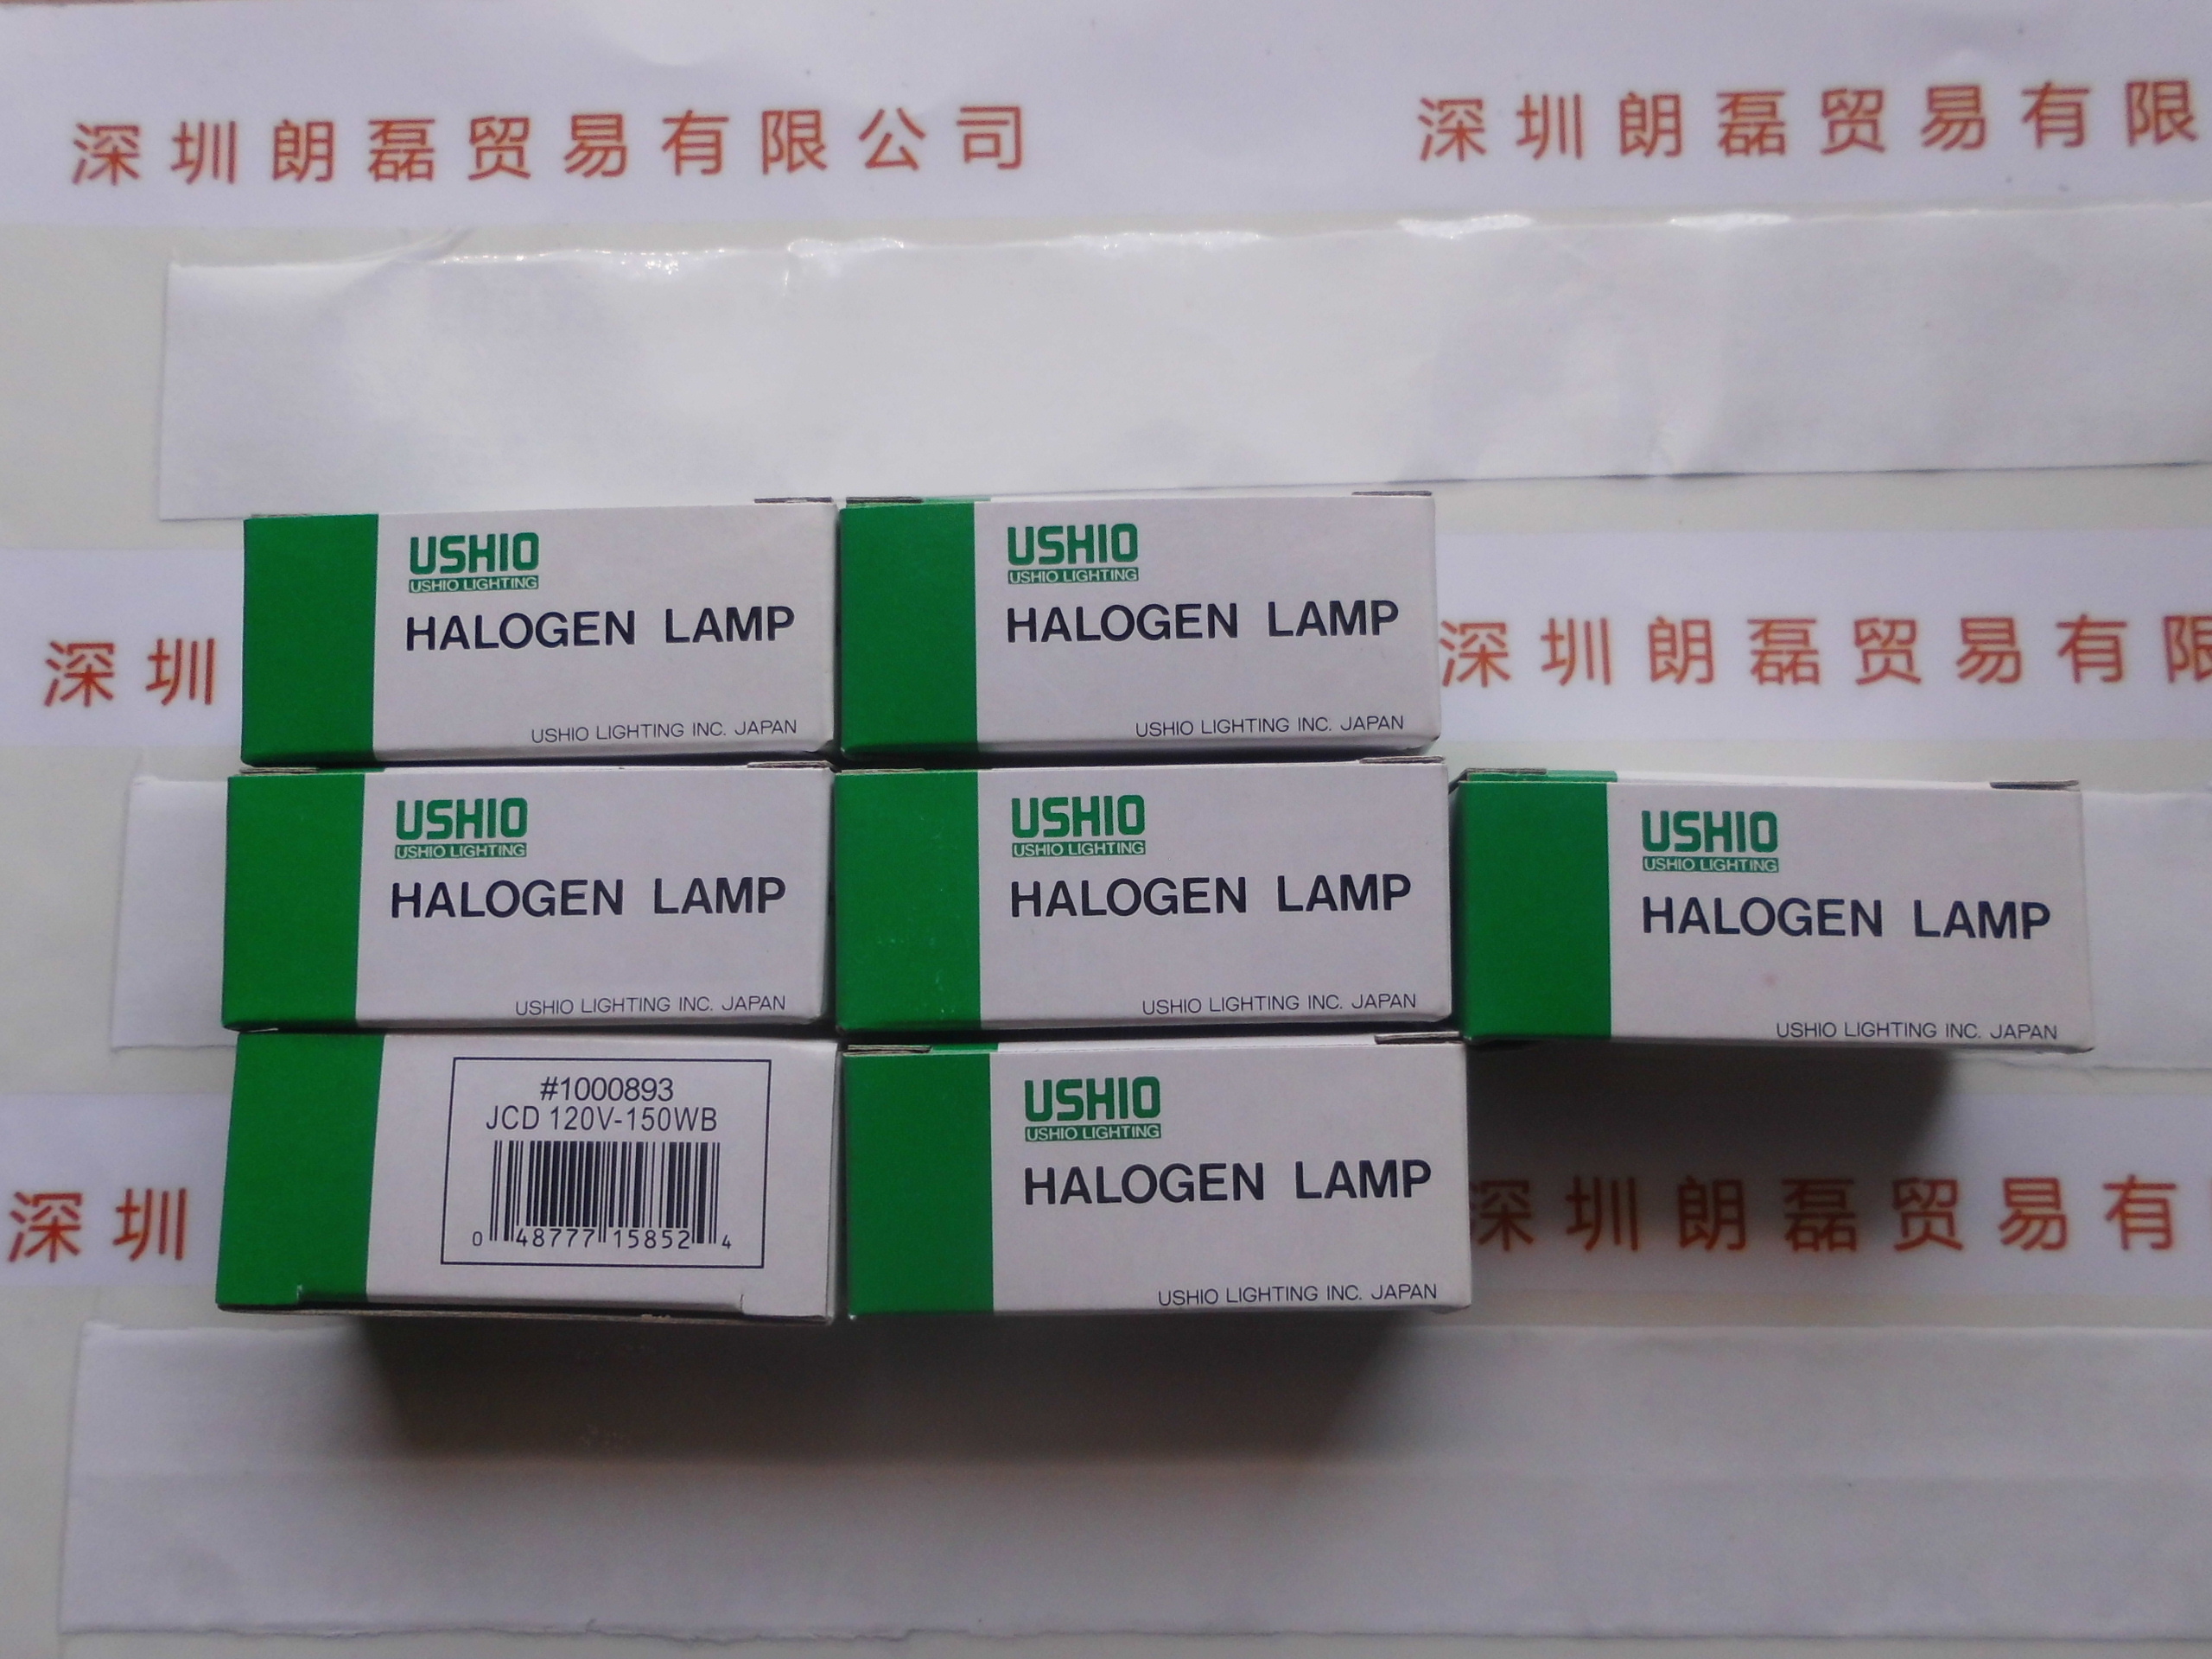 深圳朗磊贸易有限公司 深圳朗磊贸易有限
USHIO
USHIO LIGHTING
HALOGEN LAMP
USHIO LIGHTING INC. JAPAN
USHIO
USHIO LIGHTING
HALOGEN LAMP
USHIO LIGHTING INC. JAPAN
深圳
深圳朗磊贸易有限
USHIO
USHIO LIGHTING
HALOGEN LAMP
USHIO LIGHTING INC. JAPAN
USHIO
USHIO LIGHTING
HALOGEN LAMP
USHIO LIGHTING INC. JAPAN
USHIO
USHIO LIGHTING
HALOGEN LAMP
USHIO LIGHTING INC. JAPAN
深圳
#1000893
JCD 120V-150WB
0 48777 15852 4
USHIO
USHIO LIGHTING
HALOGEN LAMP
USHIO LIGHTING INC. JAPAN
深圳朗磊贸易有